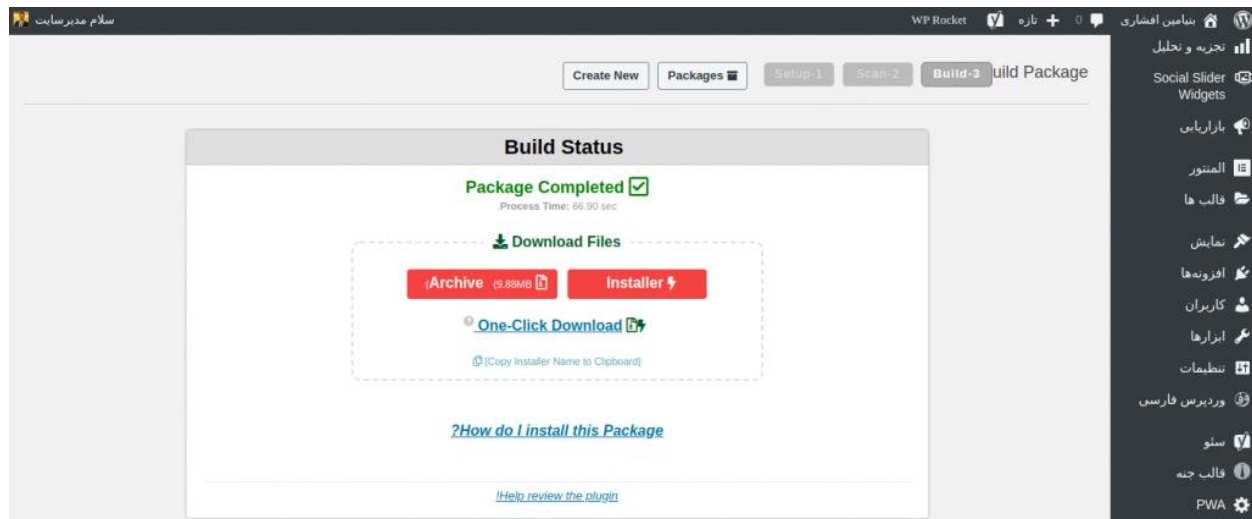 بنیامین افشاری 0 + تازه WP Rocket
سلام مدیرسایت
تجزیه و تحلیل
Social Slider Widgets
بازاریابی
المنتور
قالب ها
نمایش
افزونه‌ها
کاربران
ابزارها
تنظیمات
وردپرس فارسی
سئو
قالب جنه
PWA
Create New Packages Setup-1 Scan-2 Build-3 uild Package
Build Status
Package Completed
.Process Time: 66.90 sec
Download Files
(Archive (9.88MB Installer
One-Click Download
[Copy Installer Name to Clipboard]
?How do I install this Package
!Help review the plugin